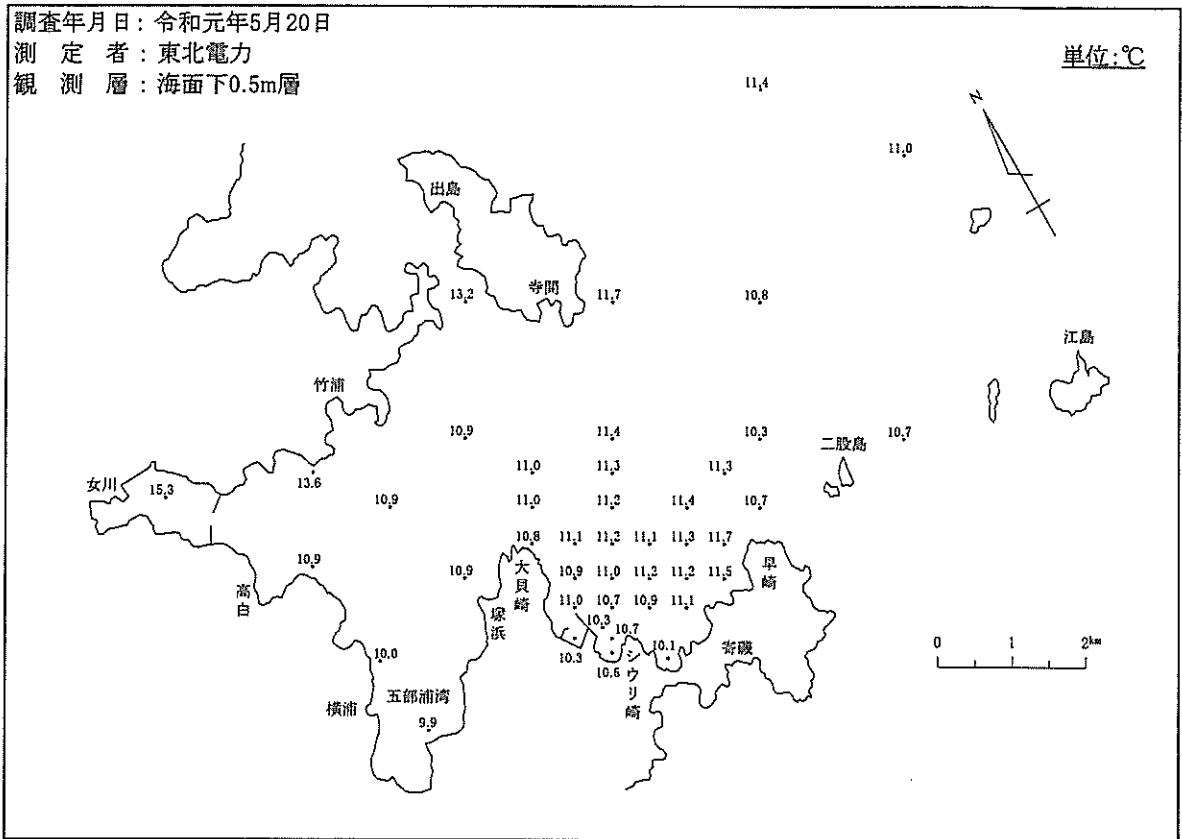 調査年月日：令和元年5月20日
測　定　者：東北電力
観　測　層：海面下0.5m層
単位：℃
11.4
N
11.0
出島
寺間
13.2
11.7
10.8
江島
竹浦
10.9
11.4
10.3
10.7
二股島
女川
15.3
13.6
11.0
11.3
11.3
10.9
11.0
11.2
11.4
10.7
10.8
11.1
11.2
11.1
11.3
11.7
10.9
高白
10.9
塚浜
大貝崎
10.9
11.0
11.2
11.5
早崎
11.0
10.7
10.9
11.1
10.3
10.7
10.3
10.6
シウリ崎
10.1
寄磯
0 1 2km
10.0
五部浦湾
横浦
9.9